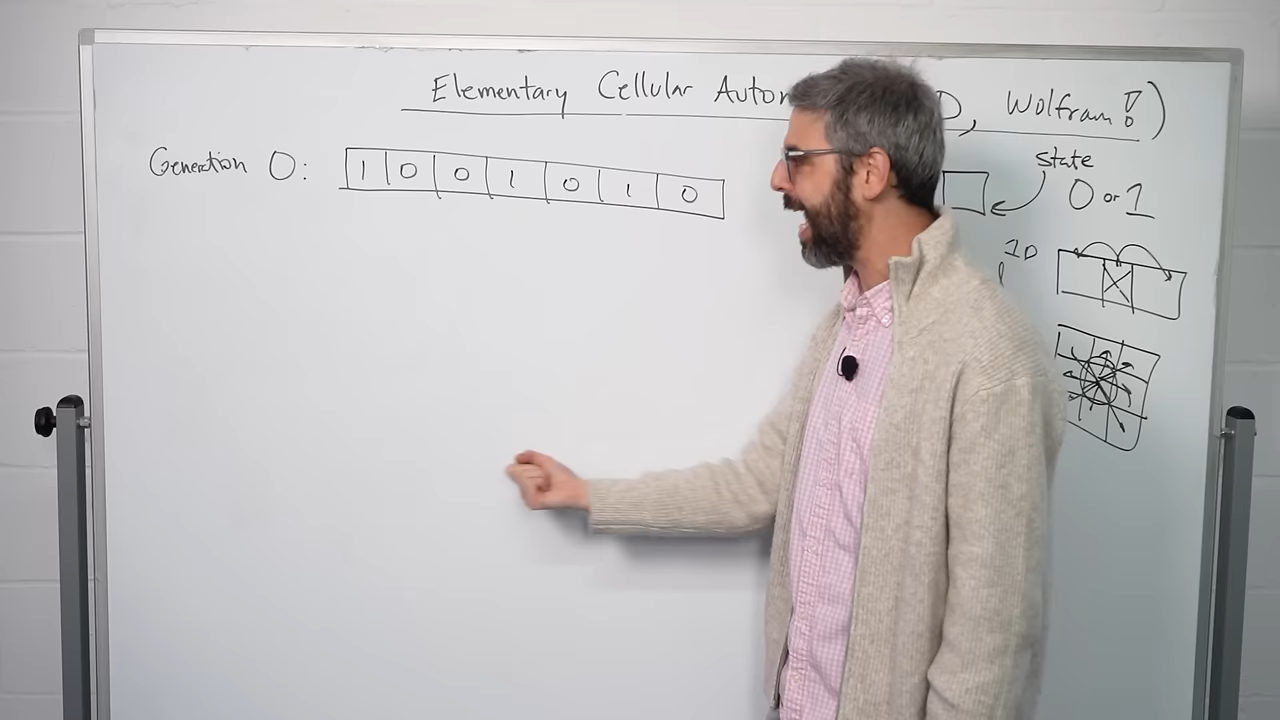 Elementary Cellular Autom D, Wolfram!)
Generation 0: 1 0 0 1 0 1 0
state
0 or 1
1D